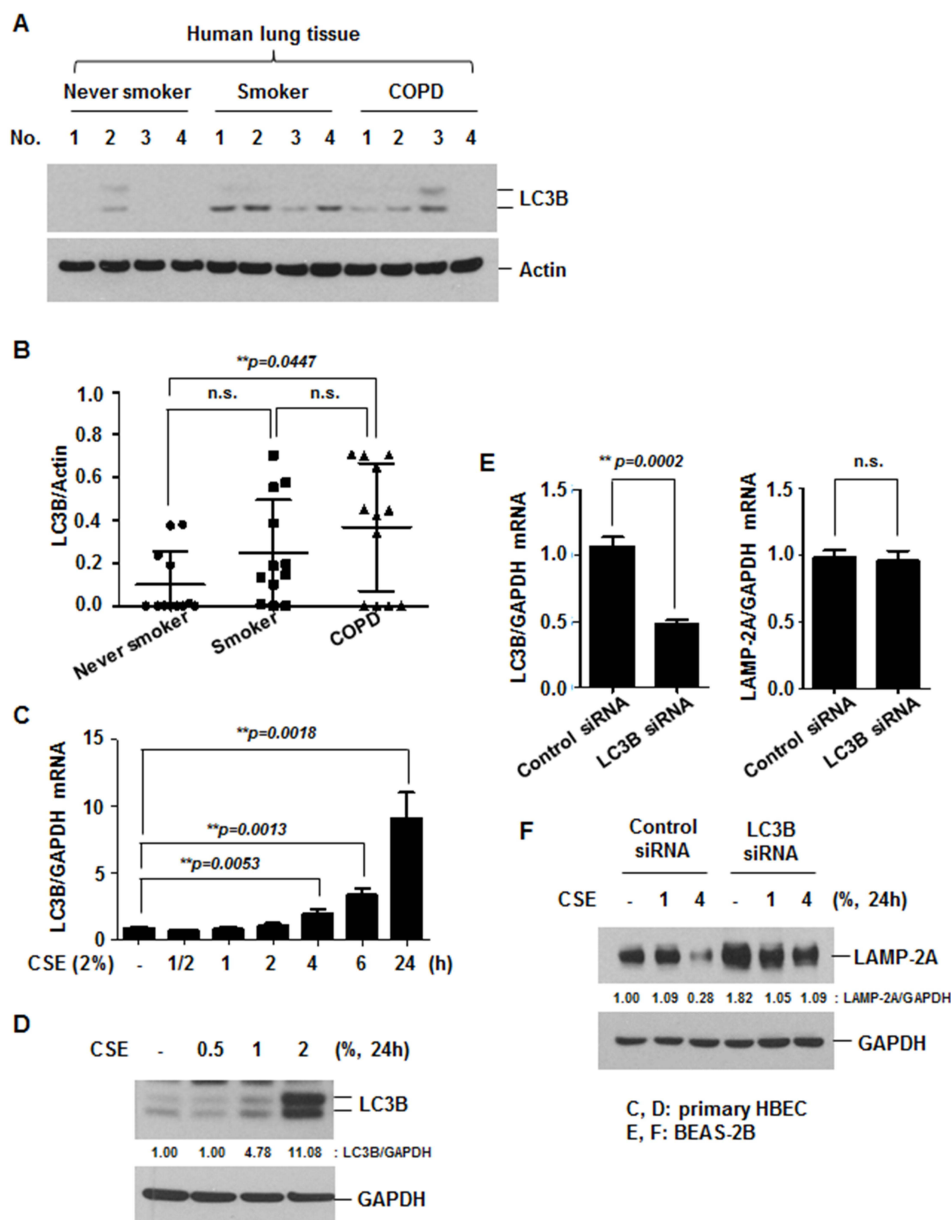 A
Human lung tissue
Never smoker Smoker COPD
No. 1 2 3 4 1 2 3 4 1 2 3 4
LC3B
Actin
B
**p=0.0447
n.s. n.s.
LC3B/Actin
1.0
0.8
0.6
0.4
0.2
0.0
Never smoker Smoker COPD
C
**p=0.0018
**p=0.0013
**p=0.0053
LC3B/GAPDH mRNA
15
10
5
0
CSE (2%) - 1/2 1 2 4 6 24 (h)
D
CSE - 0.5 1 2 (%, 24h)
LC3B
1.00 1.00 4.78 11.08 : LC3B/GAPDH
GAPDH
E
** p=0.0002
LC3B/GAPDH mRNA
1.5
1.0
0.5
0.0
Control siRNA LC3B siRNA
n.s.
LAMP-2A/GAPDH mRNA
1.5
1.0
0.5
0.0
Control siRNA LC3B siRNA
F
Control siRNA LC3B siRNA
CSE - 1 4 - 1 4 (%, 24h)
LAMP-2A
1.00 1.09 0.28 1.82 1.05 1.09 : LAMP-2A/GAPDH
GAPDH
C, D: primary HBEC
E, F: BEAS-2B